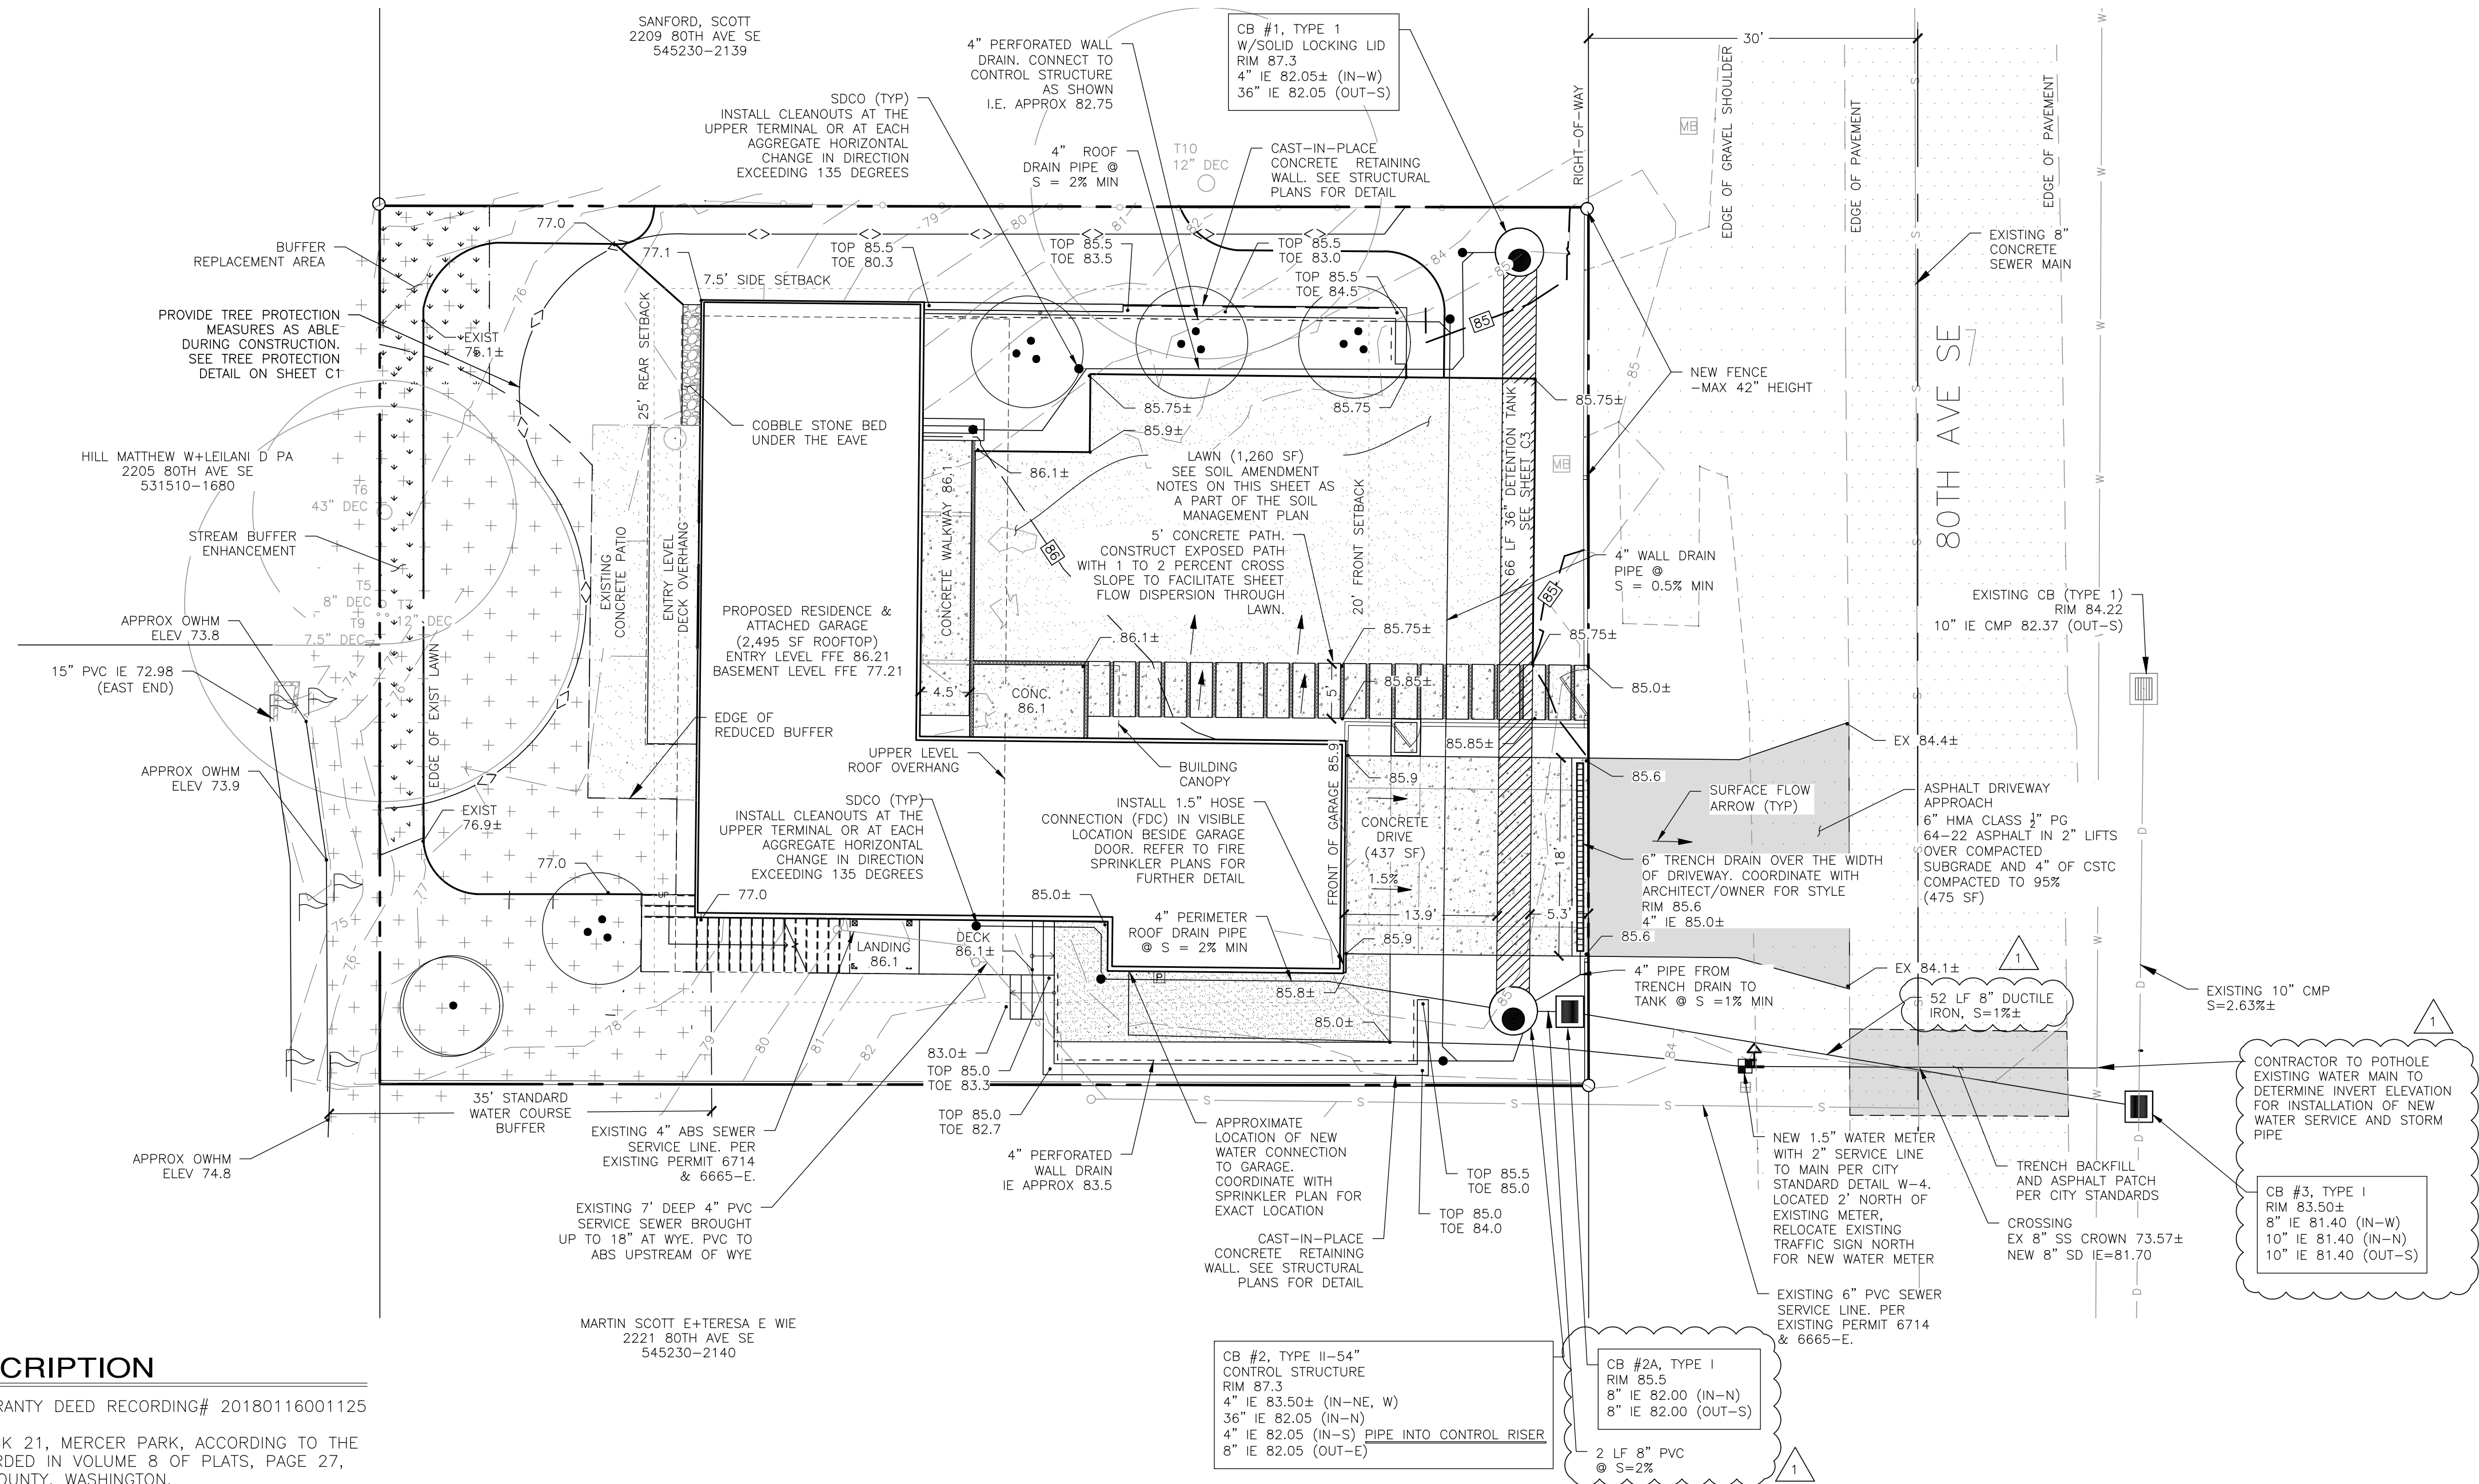 SANFORD, SCOTT
2209 80TH AVE SE
545230-2139
4" PERFORATED WALL
DRAIN. CONNECT TO
CONTROL STRUCTURE
AS SHOWN
I.E. APPROX 82.75
CB #1, TYPE 1
W/SOLID LOCKING LID
RIM 87.3
4" IE 82.05± (IN-W)
36" IE 82.05 (OUT-S)
30'
SDCO (TYP)
INSTALL CLEANOUTS AT THE
UPPER TERMINAL OR AT EACH
AGGREGATE HORIZONTAL
CHANGE IN DIRECTION
EXCEEDING 135 DEGREES
4" ROOF
DRAIN PIPE @
S = 2% MIN
T10
12" DEC
CAST-IN-PLACE
CONCRETE RETAINING
WALL. SEE STRUCTURAL
PLANS FOR DETAIL
RIGHT-OF-WAY
MB
EDGE OF GRAVEL SHOULDER
EDGE OF PAVEMENT
EDGE OF PAVEMENT
EXISTING 8"
CONCRETE
SEWER MAIN
80TH AVE SE
BUFFER
REPLACEMENT AREA
PROVIDE TREE PROTECTION
MEASURES AS ABLE
DURING CONSTRUCTION.
SEE TREE PROTECTION
DETAIL ON SHEET C1
77.0
77.1
76
79
80
81
82
84
85
TOP 85.5
TOE 80.3
TOP 85.5
TOE 83.5
TOP 85.5
TOE 83.0
TOP 85.5
TOE 84.5
7.5' SIDE SETBACK
25' REAR SETBACK
EXIST
75.1±
85
85
NEW FENCE
-MAX 42" HEIGHT
COBBLE STONE BED
UNDER THE EAVE
85.75±
85.9±
86.1±
85.75
85.75±
HILL MATTHEW W+LEILANI D PA
2205 80TH AVE SE
531510-1680
T6
43" DEC
STREAM BUFFER
ENHANCEMENT
T5
8" DEC
T7
12" DEC
T9
7.5" DEC
EXISTING
CONCRETE PATIO
ENTRY LEVEL
DECK OVERHANG
CONCRETE WALKWAY 86.1
LAWN (1,260 SF)
SEE SOIL AMENDMENT
NOTES ON THIS SHEET AS
A PART OF THE SOIL
MANAGEMENT PLAN
20' FRONT SETBACK
66 LF 36" DETENTION TANK
SEE SHEET C3
MB
86
5' CONCRETE PATH.
CONSTRUCT EXPOSED PATH
WITH 1 TO 2 PERCENT CROSS
SLOPE TO FACILITATE SHEET
FLOW DISPERSION THROUGH
LAWN.
4" WALL DRAIN
PIPE @
S = 0.5% MIN
85
EXISTING CB (TYPE 1)
RIM 84.22
10" IE CMP 82.37 (OUT-S)
APPROX OWHM
ELEV 73.8
15" PVC IE 72.98
(EAST END)
PROPOSED RESIDENCE &
ATTACHED GARAGE
(2,495 SF ROOFTOP)
ENTRY LEVEL FFE 86.21
BASEMENT LEVEL FFE 77.21
86.1±
85.75±
85.75±
4.5'
CONC.
86.1
5'
85.85±
85.0±
74
76
EDGE OF EXIST LAWN
EDGE OF
REDUCED BUFFER
UPPER LEVEL
ROOF OVERHANG
BUILDING
CANOPY
85.85±
EX 84.4±
APPROX OWHM
ELEV 73.9
FRONT OF GARAGE 85.9
85.9
85.6
SURFACE FLOW
ARROW (TYP)
ASPHALT DRIVEWAY
APPROACH
6" HMA CLASS ½" PG
64-22 ASPHALT IN 2" LIFTS
OVER COMPACTED
SUBGRADE AND 4" OF CSTC
COMPACTED TO 95%
(475 SF)
EXIST
76.9±
77.0
SDCO (TYP)
INSTALL CLEANOUTS AT THE
UPPER TERMINAL OR AT EACH
AGGREGATE HORIZONTAL
CHANGE IN DIRECTION
EXCEEDING 135 DEGREES
INSTALL 1.5" HOSE
CONNECTION (FDC) IN VISIBLE
LOCATION BESIDE GARAGE
DOOR. REFER TO FIRE
SPRINKLER PLANS FOR
FURTHER DETAIL
CONCRETE
DRIVE
(437 SF)
1.5%
18'
6" TRENCH DRAIN OVER THE WIDTH
OF DRIVEWAY. COORDINATE WITH
ARCHITECT/OWNER FOR STYLE
RIM 85.6
4" IE 85.0±
UP
77.0
85.0±
4" PERIMETER
ROOF DRAIN PIPE
@ S = 2% MIN
13.9'
5.3'
85.9
85.6
77
75
76
LANDING
86.1
DECK
86.1±
P
85.8±
85
4" PIPE FROM
TRENCH DRAIN TO
TANK @ S =1% MIN
EX 84.1±
1
52 LF 8" DUCTILE
IRON, S=1%±
EXISTING 10" CMP
S=2.63%±
78
79
80
81
82
83.0±
TOP 85.0
TOE 83.3
85.0±
84
1
CONTRACTOR TO POTHOLE
EXISTING WATER MAIN TO
DETERMINE INVERT ELEVATION
FOR INSTALLATION OF NEW
WATER SERVICE AND STORM
PIPE
35' STANDARD
WATER COURSE
BUFFER
TOP 85.0
TOE 82.7
APPROX OWHM
ELEV 74.8
EXISTING 4" ABS SEWER
SERVICE LINE. PER
EXISTING PERMIT 6714
& 6665-E.
4" PERFORATED
WALL DRAIN
IE APPROX 83.5
APPROXIMATE
LOCATION OF NEW
WATER CONNECTION
TO GARAGE.
COORDINATE WITH
SPRINKLER PLAN FOR
EXACT LOCATION
TOP 85.5
TOE 85.0
TOP 85.0
TOE 84.0
NEW 1.5" WATER METER
WITH 2" SERVICE LINE
TO MAIN PER CITY
STANDARD DETAIL W-4.
LOCATED 2' NORTH OF
EXISTING METER,
RELOCATE EXISTING
TRAFFIC SIGN NORTH
FOR NEW WATER METER
TRENCH BACKFILL
AND ASPHALT PATCH
PER CITY STANDARDS
CROSSING
EX 8" SS CROWN 73.57±
NEW 8" SD IE=81.70
CB #3, TYPE I
RIM 83.50±
8" IE 81.40 (IN-W)
10" IE 81.40 (IN-N)
10" IE 81.40 (OUT-S)
EXISTING 7' DEEP 4" PVC
SERVICE SEWER BROUGHT
UP TO 18" AT WYE. PVC TO
ABS UPSTREAM OF WYE
CAST-IN-PLACE
CONCRETE RETAINING
WALL. SEE STRUCTURAL
PLANS FOR DETAIL
EXISTING 6" PVC SEWER
SERVICE LINE. PER
EXISTING PERMIT 6714
& 6665-E.
MARTIN SCOTT E+TERESA E WIE
2221 80TH AVE SE
545230-2140
CB #2, TYPE II-54"
CONTROL STRUCTURE
RIM 87.3
4" IE 83.50± (IN-NE, W)
36" IE 82.05 (IN-N)
4" IE 82.05 (IN-S) PIPE INTO CONTROL RISER
8" IE 82.05 (OUT-E)
CB #2A, TYPE I
RIM 85.5
8" IE 82.00 (IN-N)
8" IE 82.00 (OUT-S)
2 LF 8" PVC
@ S=2%
1
CRIPTION
RANTY DEED RECORDING# 20180116001125
CK 21, MERCER PARK, ACCORDING TO THE
RDED IN VOLUME 8 OF PLATS, PAGE 27,
OUNTY, WASHINGTON.